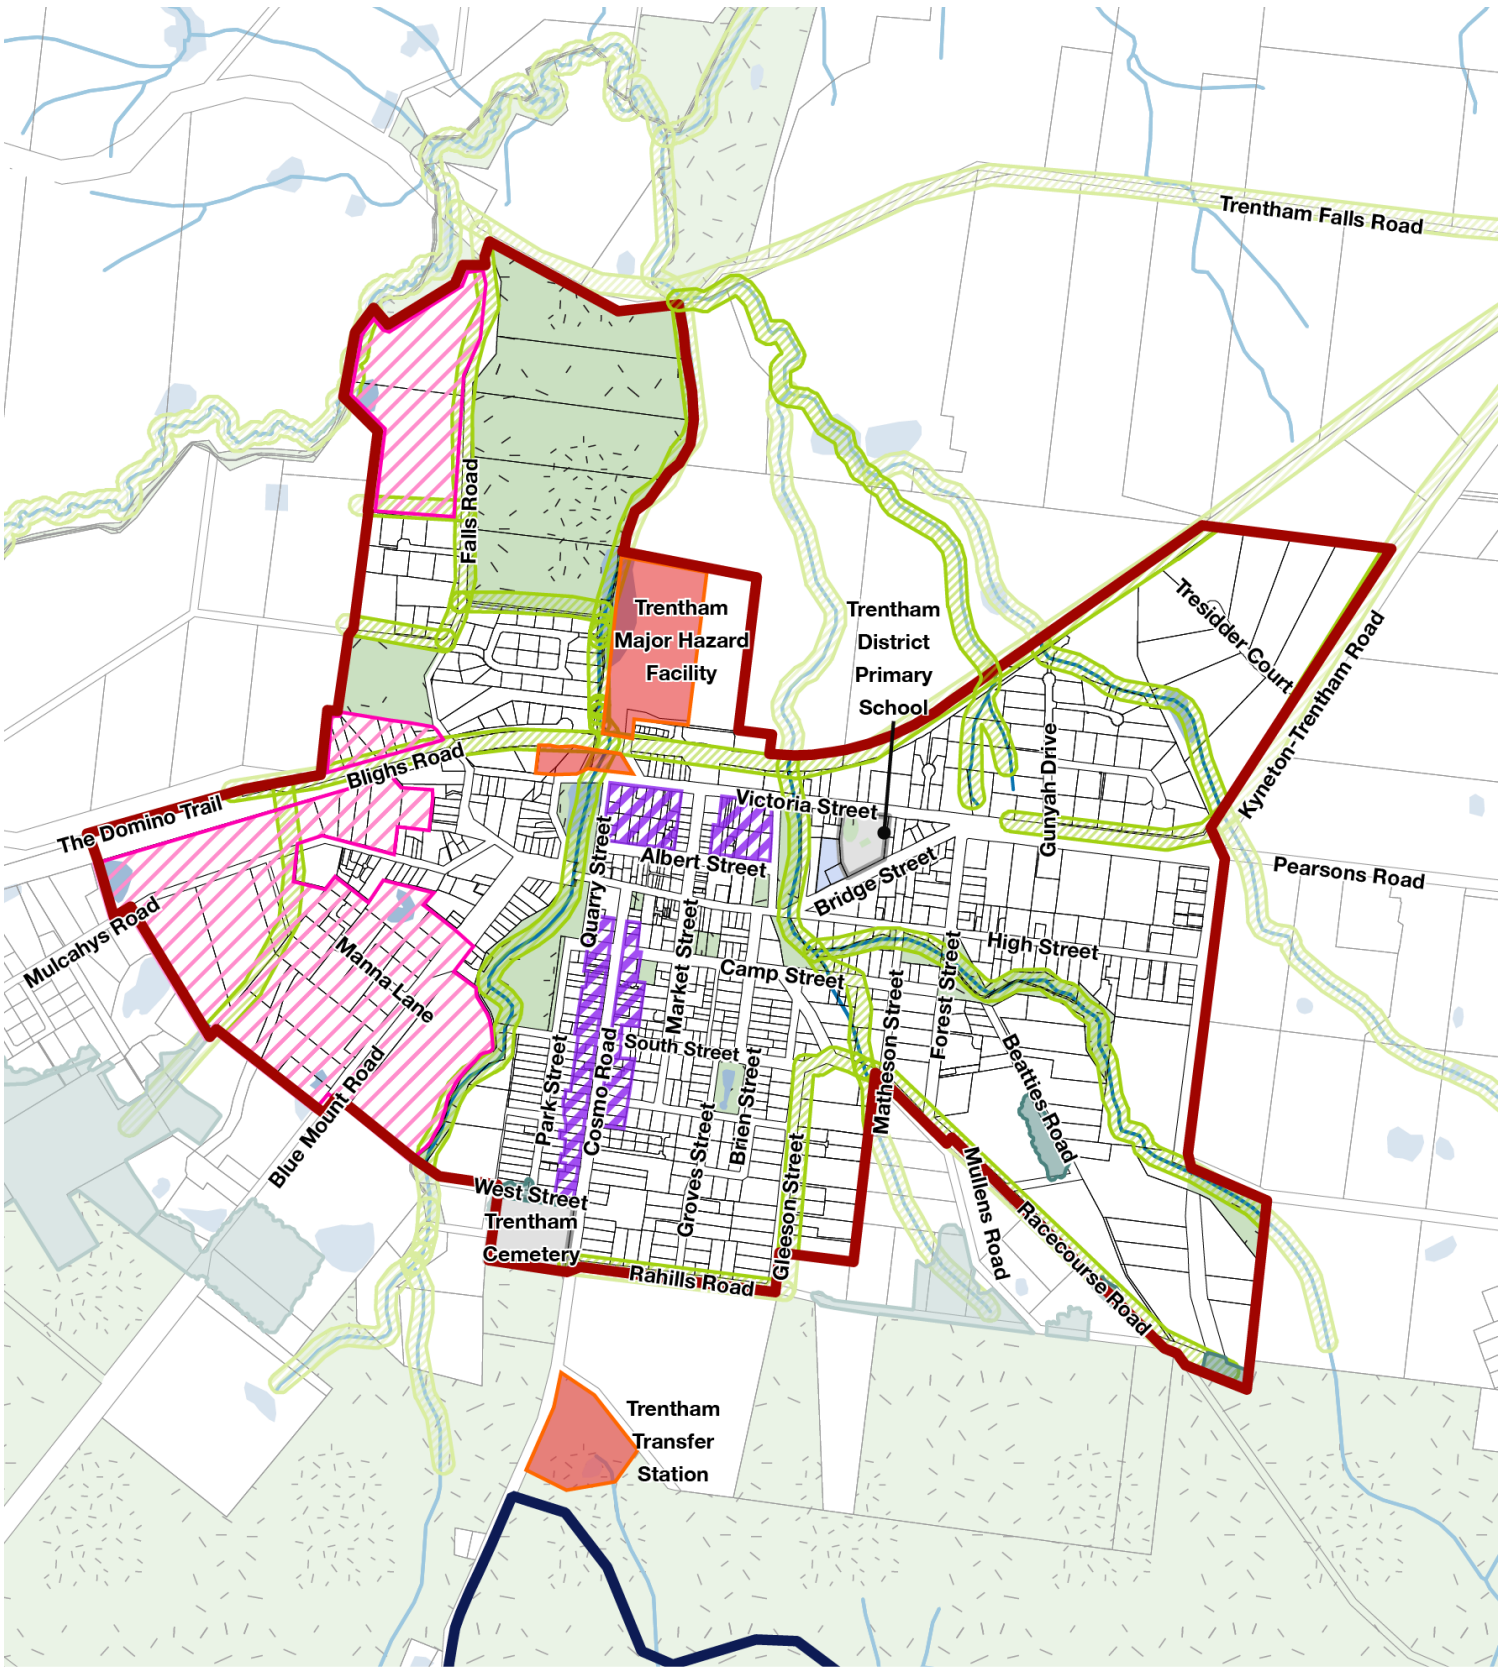 Trentham Falls Road
Falls Road
Trentham
Major Hazard
Facility
Trentham
District
Primary
School
Tresidder Court
Kyneton-Trentham Road
Gunyah Drive
Blighs Road
The Domino Trail
Victoria Street
Albert Street
Bridge Street
Quarry Street
Pearsons Road
Mulcahys Road
Manna Lane
Market Street
Camp Street
High Street
Forest Street
Matheson Street
South Street
Park Street
Cosmo Road
Brien Street
Beatties Road
Blue Mount Road
Groves Street
Gleeson Street
Mullens Road
Racecourse Road
West Street
Trentham
Cemetery
Rahills Road
Trentham
Transfer
Station